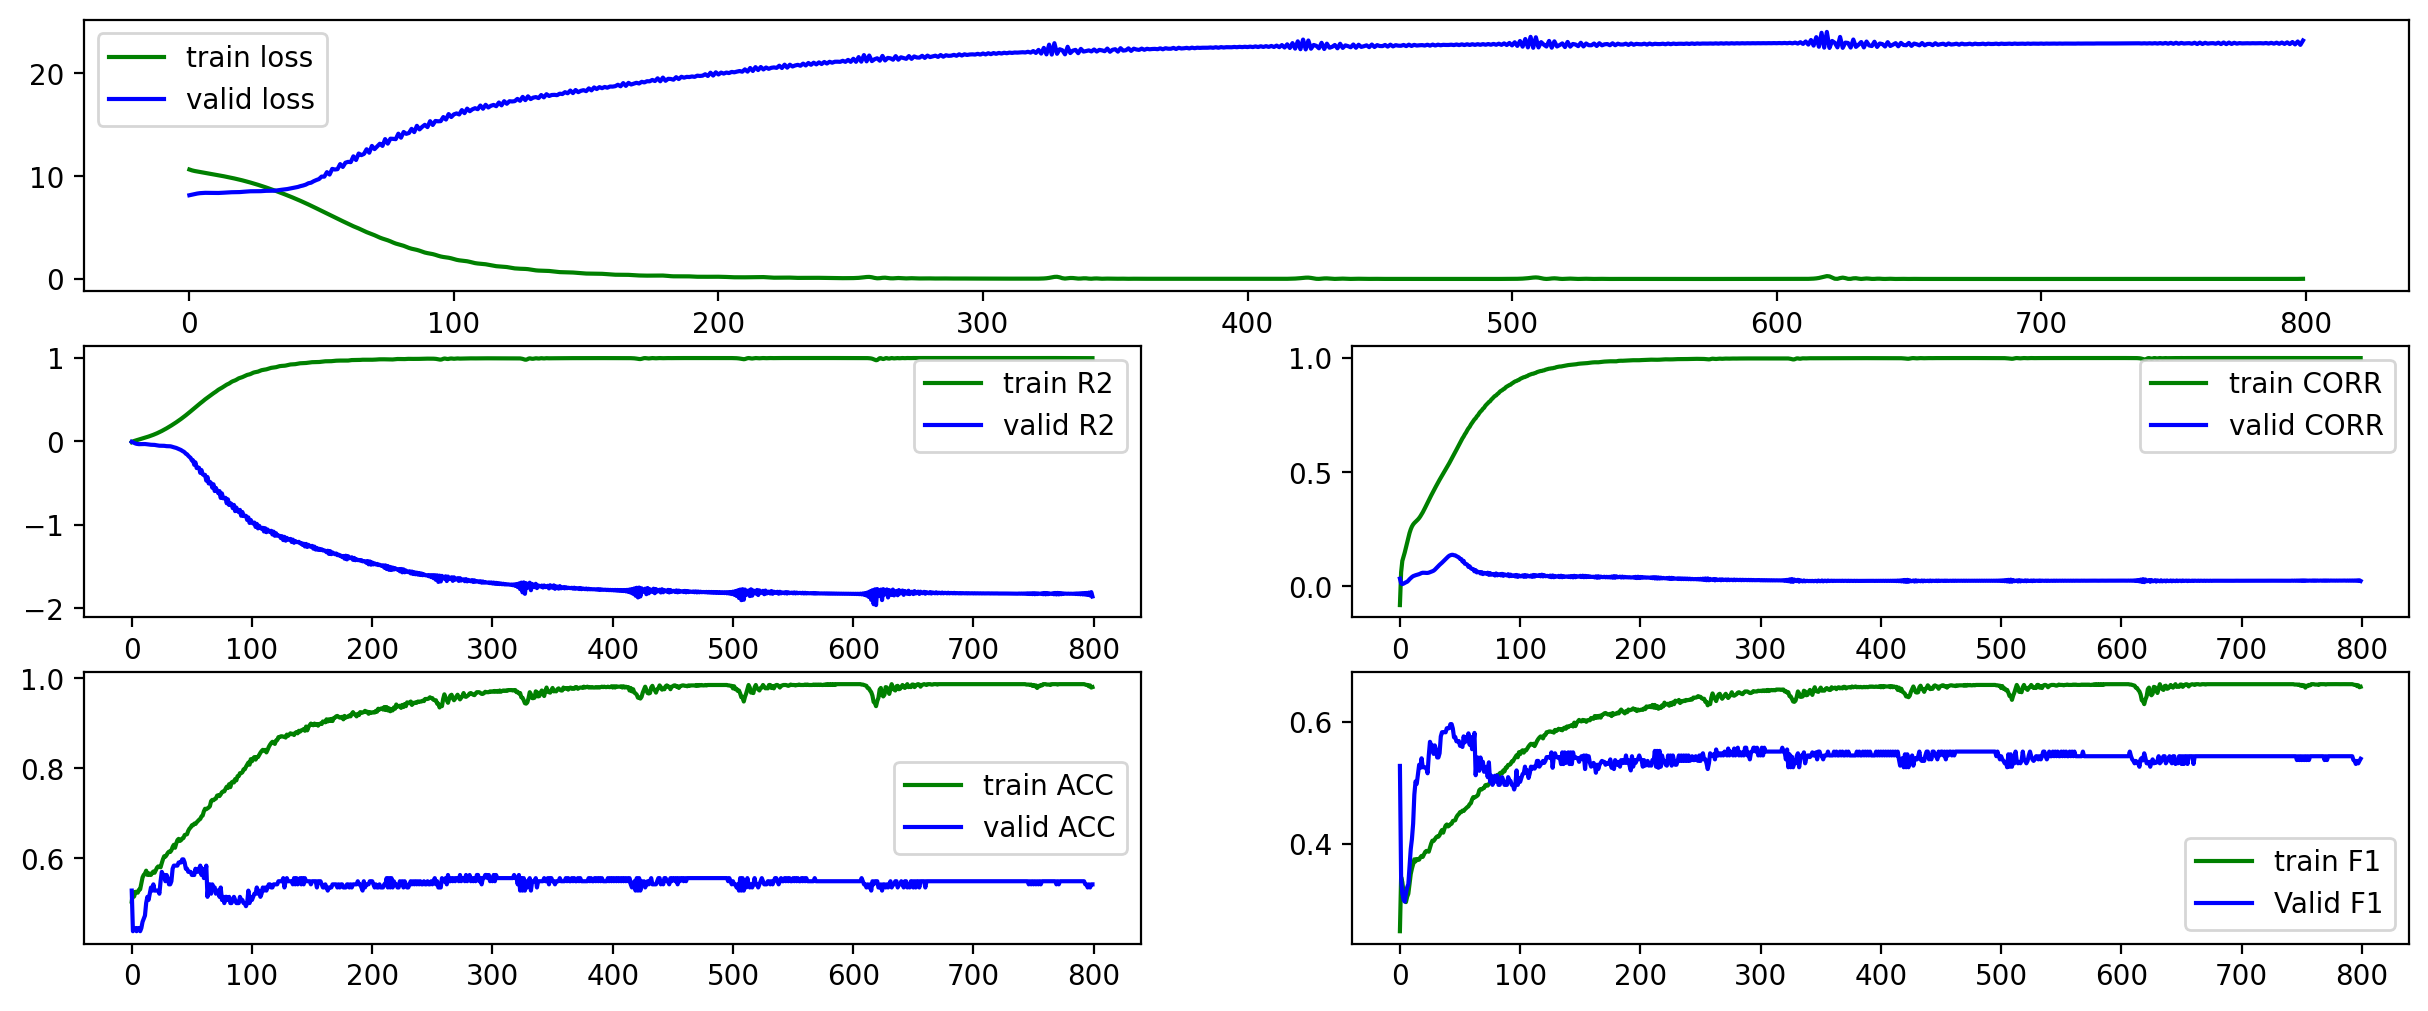 train loss
valid loss
20
10
0
0 100 200 300 400 500 600 700 800
train R2
valid R2
1
0
−1
−2
0 100 200 300 400 500 600 700 800
train CORR
valid CORR
1.0
0.5
0.0
0 100 200 300 400 500 600 700 800
train ACC
valid ACC
1.0
0.8
0.6
0 100 200 300 400 500 600 700 800
train F1
Valid F1
0.6
0.4
0 100 200 300 400 500 600 700 800